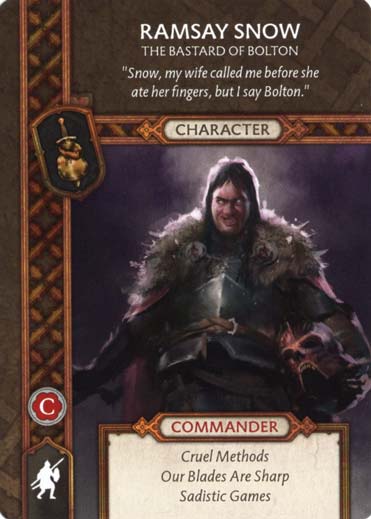 RAMSAY SNOW
THE BASTARD OF BOLTON
"Snow, my wife called me before she
ate her fingers, but I say Bolton."
CHARACTER
C
COMMANDER
Cruel Methods
Our Blades Are Sharp
Sadistic Games